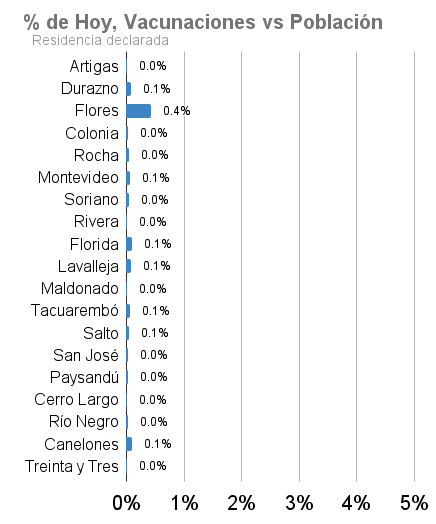 % de Hoy, Vacunaciones vs Población
Residencia declarada
Artigas 0.0%
Durazno 0.1%
Flores 0.4%
Colonia 0.0%
Rocha 0.0%
Montevideo 0.1%
Soriano 0.0%
Rivera 0.0%
Florida 0.1%
Lavalleja 0.1%
Maldonado 0.0%
Tacuarembó 0.1%
Salto 0.1%
San José 0.0%
Paysandú 0.0%
Cerro Largo 0.0%
Río Negro 0.0%
Canelones 0.1%
Treinta y Tres 0.0%
0% 1% 2% 3% 4% 5%